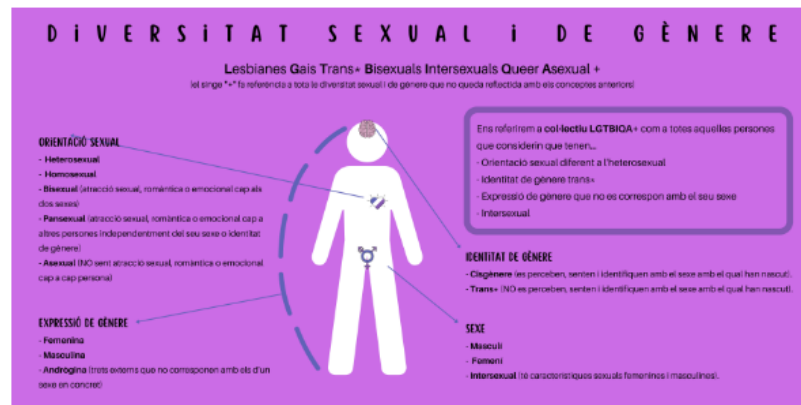 DiVERSiTAT SEXUAL i DE GÈNERE
Lesbianes Gais Trans+ Bisexuals Intersexuals Queer Asexual +
(el singe "+" fa referència a tota la diversitat sexual i de gènere que no queda reflectida amb els conceptes anteriors)
ORIENTACIÓ SEXUAL
- Heterosexual
- Homosexual
- Bisexual (atracció sexual, romàntica o emocional cap als
dos sexes)
- Pansexual (atracció sexual, romàntica o emocional cap a
altres persones independentment del seu sexe o identitat
de gènere)
- Asexual (NO sent atracció sexual, romàntica o emocional
cap a cap persona)
EXPRESSIÓ DE GÈNERE
- Femenina
- Masculina
- Andrògina (trets externs que no corresponen amb els d'un
sexe en concret)
Ens referirem a col·lectiu LGTBIQA+ com a totes aquelles persones
que considerin que tenen...
- Orientació sexual diferent a l'heterosexual
- Identitat de gènere trans+
- Expressió de gènere que no es correspon amb el seu sexe
- Intersexual
IDENTITAT DE GÈNERE
- Cisgènere (es perceben, senten i identifiquen amb el sexe amb el qual han nascut).
- Trans+ (NO es perceben, senten i identifiquen amb el sexe amb el qual han nascut).
SEXE
- Masculí
- Femení
- Intersexual (té característiques sexuals femenines i masculines).